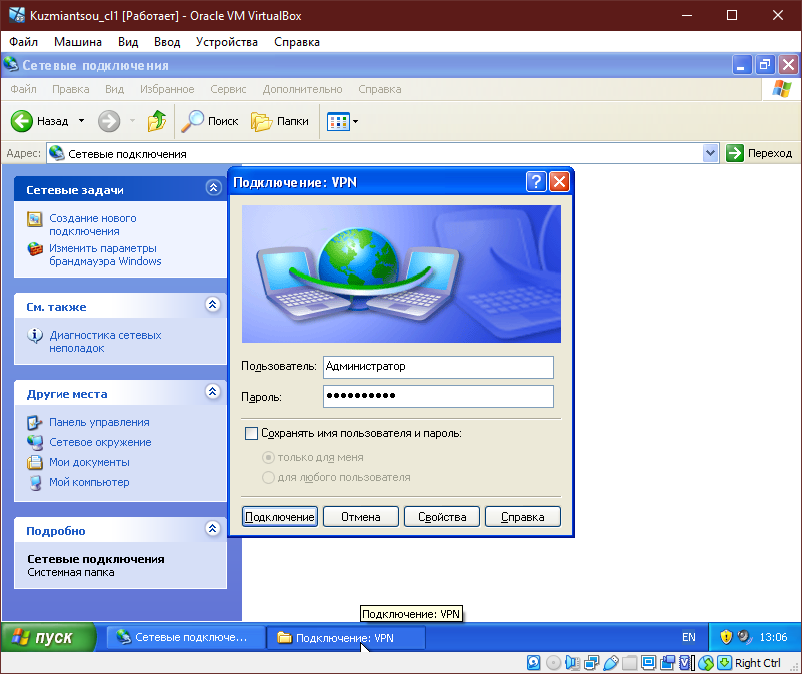 Kuzmiantsou_cl1 [Работает] - Oracle VM VirtualBox
Файл Машина Вид Ввод Устройства Справка
Сетевые подключения
Файл Правка Вид Избранное Сервис Дополнительно Справка
Назад Поиск Папки
Адрес: Сетевые подключения Переход
Сетевые задачи
Создание нового
подключения
Изменить параметры
брандмауэра Windows
См. также
Диагностика сетевых
неполадок
Другие места
Панель управления
Сетевое окружение
Мои документы
Мой компьютер
Подробно
Сетевые подключения
Системная папка
Подключение: VPN
Пользователь: Администратор
Пароль: ●●●●●●●●●●
Сохранять имя пользователя и пароль:
только для меня
для любого пользователя
Подключение Отмена Свойства Справка
Подключение: VPN
пуск Сетевые подключе... Подключение: VPN EN 13:06
Right Ctrl